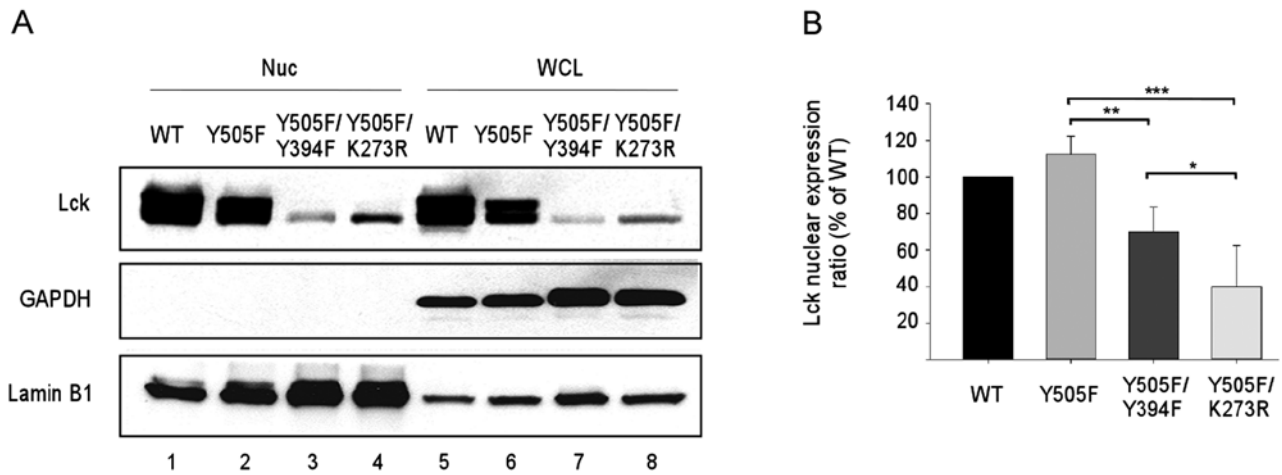 A
Nuc WCL
WT Y505F Y505F/Y394F Y505F/K273R WT Y505F Y505F/Y394F Y505F/K273R
Lck
GAPDH
Lamin B1
1 2 3 4 5 6 7 8
B
Lck nuclear expression
ratio (% of WT)
140
120
100
80
60
40
20
***
**
*
WT Y505F Y505F/Y394F Y505F/K273R